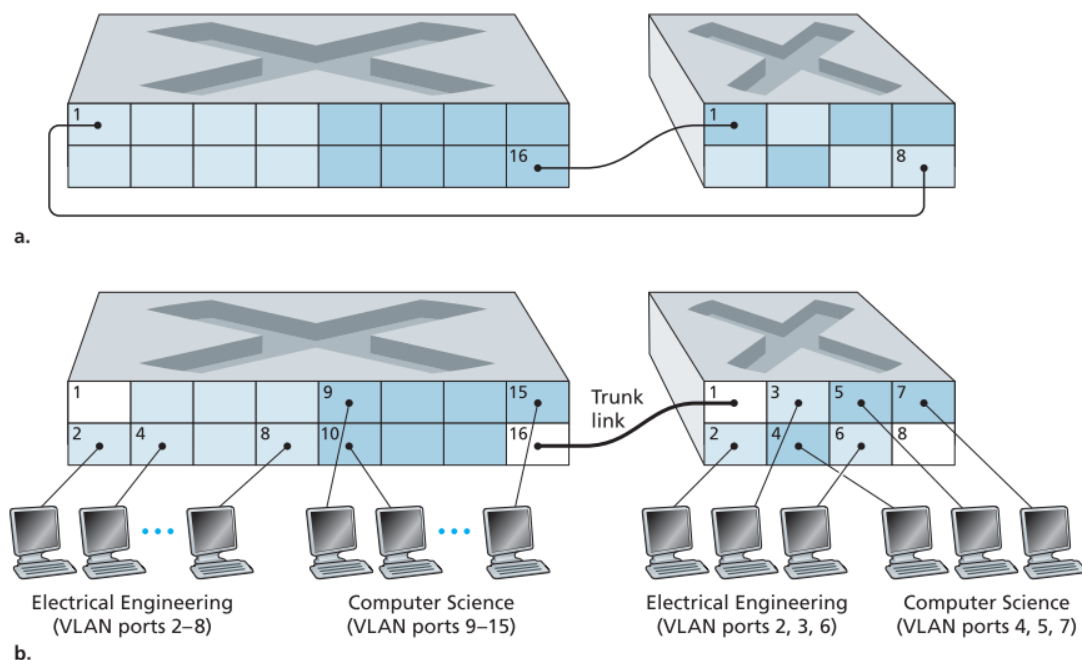 1
16
1
8
a.
1
9
15
Trunk
link
1
3
5
7
2
4
8
10
16
2
4
6
8
Electrical Engineering
(VLAN ports 2–8)
Computer Science
(VLAN ports 9–15)
Electrical Engineering
(VLAN ports 2, 3, 6)
Computer Science
(VLAN ports 4, 5, 7)
b.